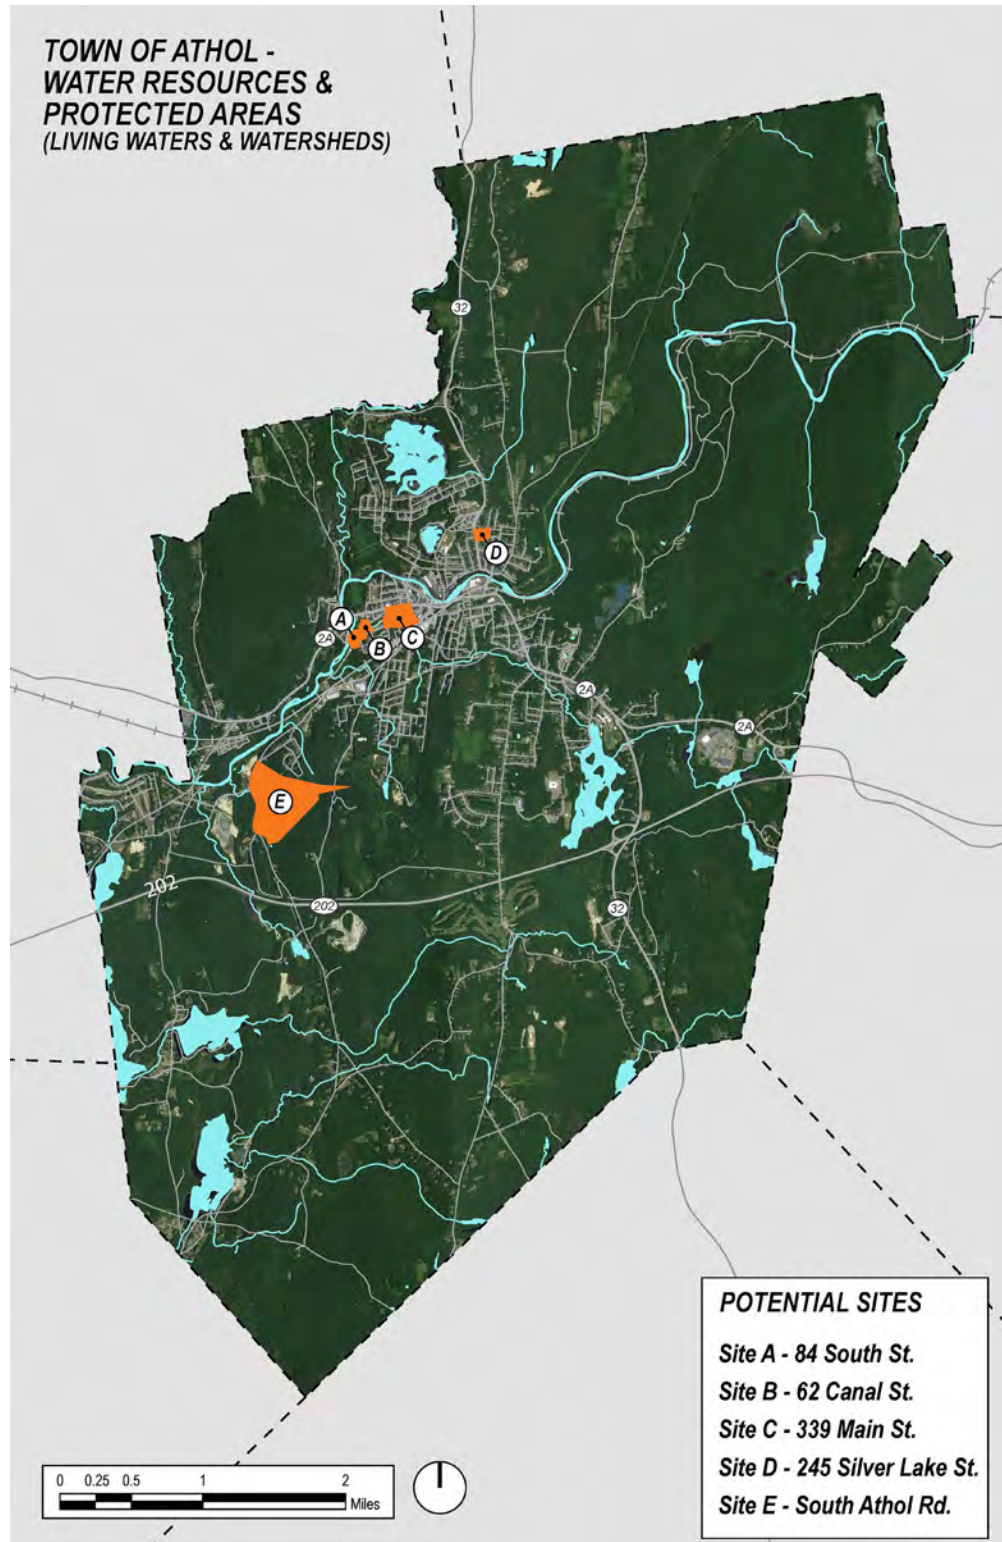 TOWN OF ATHOL -
WATER RESOURCES &
PROTECTED AREAS
(LIVING WATERS & WATERSHEDS)
32
D
A
2A
B
C
2A
2A
E
202
202
32
POTENTIAL SITES
Site A - 84 South St.
Site B - 62 Canal St.
Site C - 339 Main St.
Site D - 245 Silver Lake St.
Site E - South Athol Rd.
0 0.25 0.5 1 2
Miles